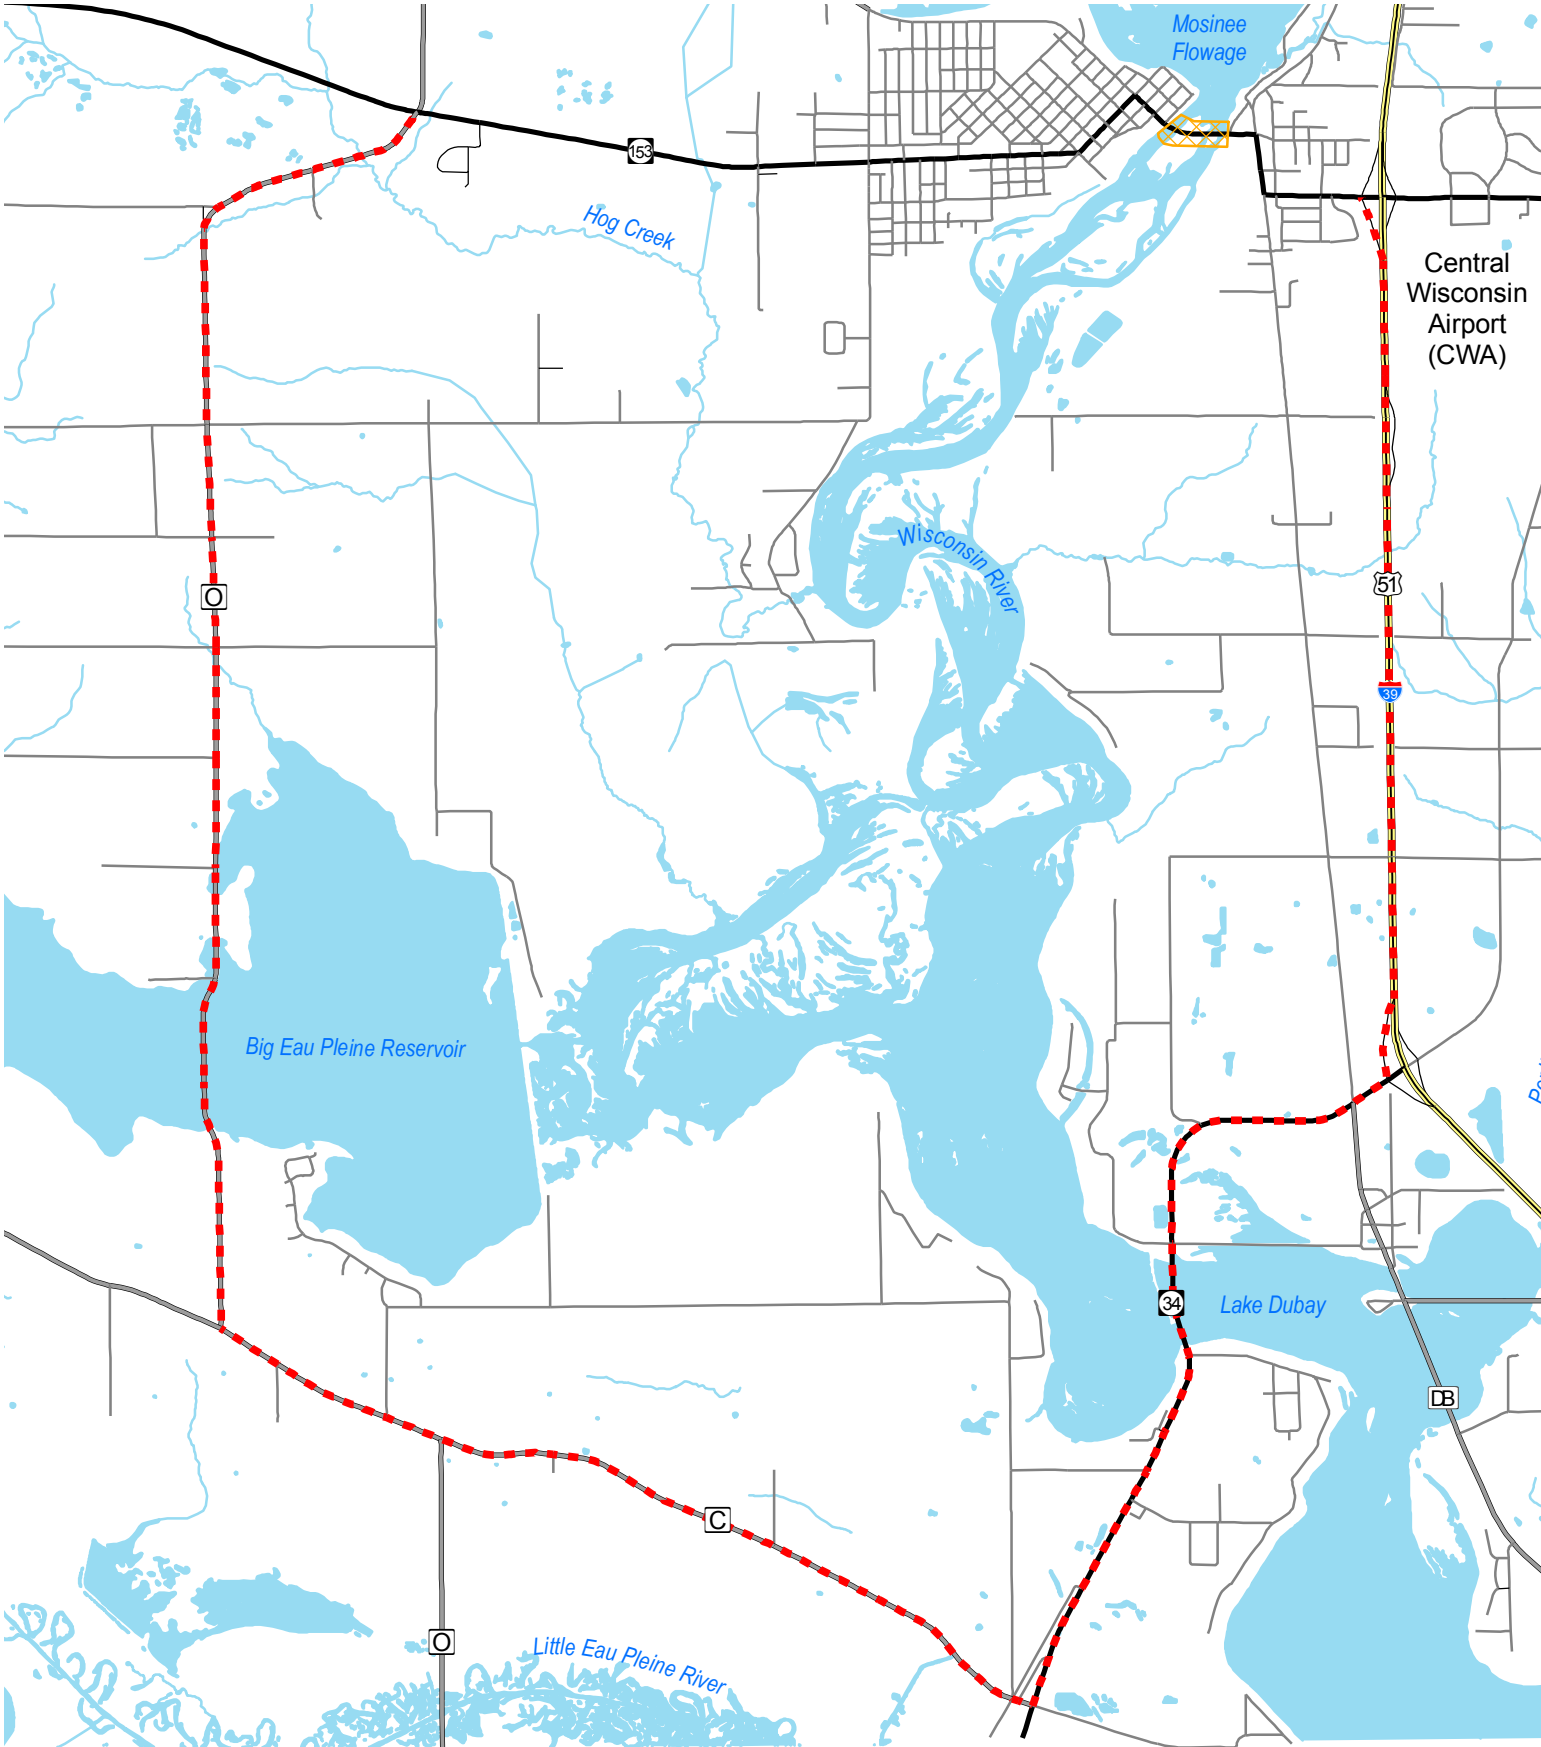 Mosinee
Flowage
153
Hog Creek
Central
Wisconsin
Airport
(CWA)
Wisconsin River
51
O
39
Big Eau Pleine Reservoir
34
Lake Dubay
DB
C
O
Little Eau Pleine River